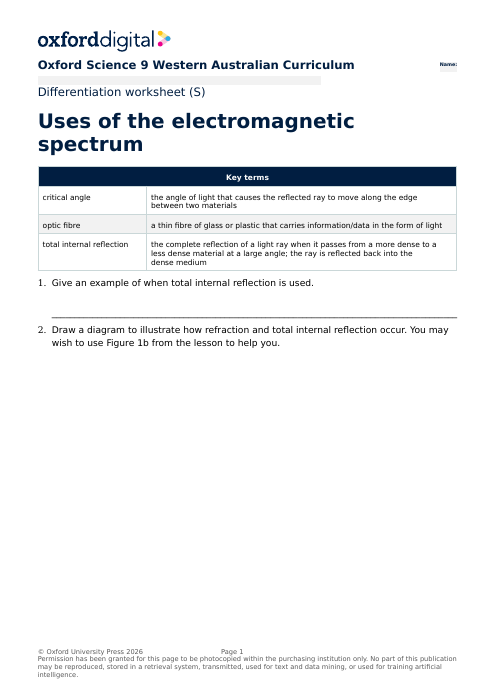 oxforddigital
Oxford Science 9 Western Australian Curriculum
Name:
Differentiation worksheet (S)
Uses of the electromagnetic
spectrum
Key terms
critical angle
the angle of light that causes the reflected ray to move along the edge
between two materials
optic fibre
a thin fibre of glass or plastic that carries information/data in the form of light
total internal reflection
the complete reflection of a light ray when it passes from a more dense to a
less dense material at a large angle; the ray is reflected back into the
dense medium
1. Give an example of when total internal reflection is used.
2. Draw a diagram to illustrate how refraction and total internal reflection occur. You may
wish to use Figure 1b from the lesson to help you.
© Oxford University Press 2026 Page 1
Permission has been granted for this page to be photocopied within the purchasing institution only. No part of this publication
may be reproduced, stored in a retrieval system, transmitted, used for text and data mining, or used for training artificial
intelligence.